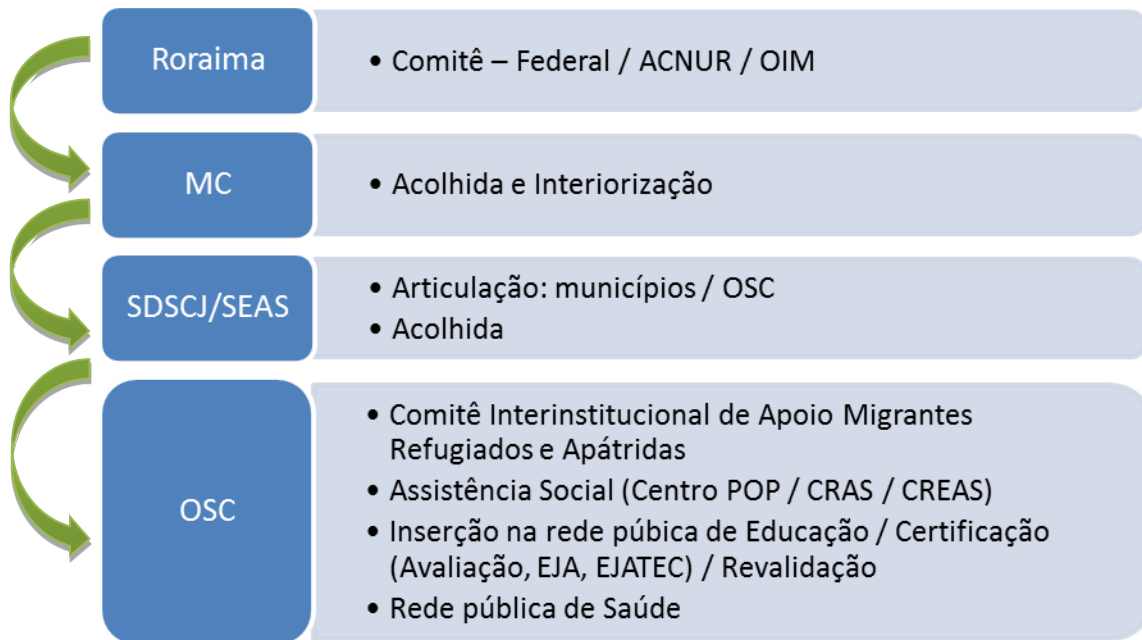 Roraima
• Comitê – Federal / ACNUR / OIM
MC
• Acolhida e Interiorização
SDSCJ/SEAS
• Articulação: municípios / OSC
• Acolhida
OSC
• Comitê Interinstitucional de Apoio Migrantes
Refugiados e Apátridas
• Assistência Social (Centro POP / CRAS / CREAS)
• Inserção na rede púbica de Educação / Certificação
(Avaliação, EJA, EJATEC) / Revalidação
• Rede pública de Saúde